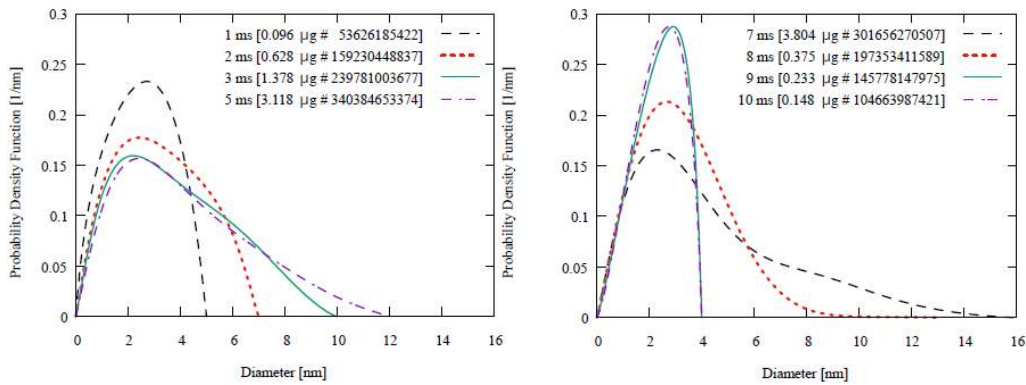 0.3
0.25
0.2
0.15
0.1
0.05
0
Probability Density Function [1/nm]
1 ms [0.096 µg # 53626185422]
2 ms [0.628 µg # 159230448837]
3 ms [1.378 µg # 239781003677]
5 ms [3.118 µg # 340384653374]
0 2 4 6 8 10 12 14 16
Diameter [nm]
0.3
0.25
0.2
0.15
0.1
0.05
0
Probability Density Function [1/nm]
7 ms [3.804 µg # 301656270507]
8 ms [0.375 µg # 197353411589]
9 ms [0.233 µg # 145778147975]
10 ms [0.148 µg # 104663987421]
0 2 4 6 8 10 12 14 16
Diameter [nm]